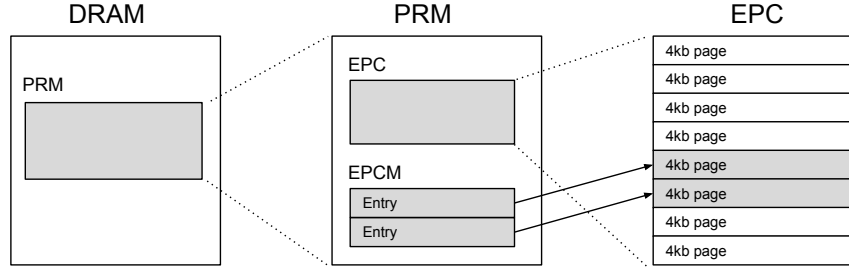 DRAM
PRM
EPC
PRM
EPC
EPCM
Entry
Entry
4kb page
4kb page
4kb page
4kb page
4kb page
4kb page
4kb page
4kb page